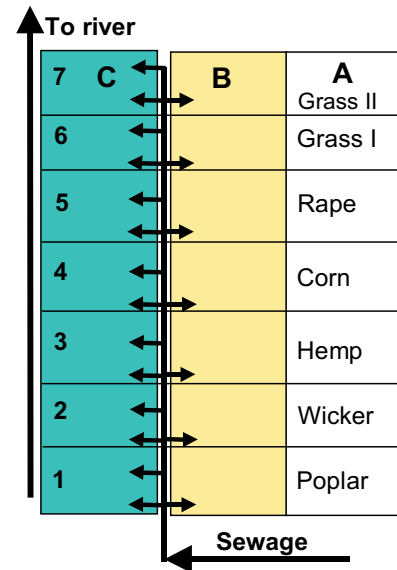 To river
7 C B A
Grass II
6 Grass I
5 Rape
4 Corn
3 Hemp
2 Wicker
1 Poplar
Sewage